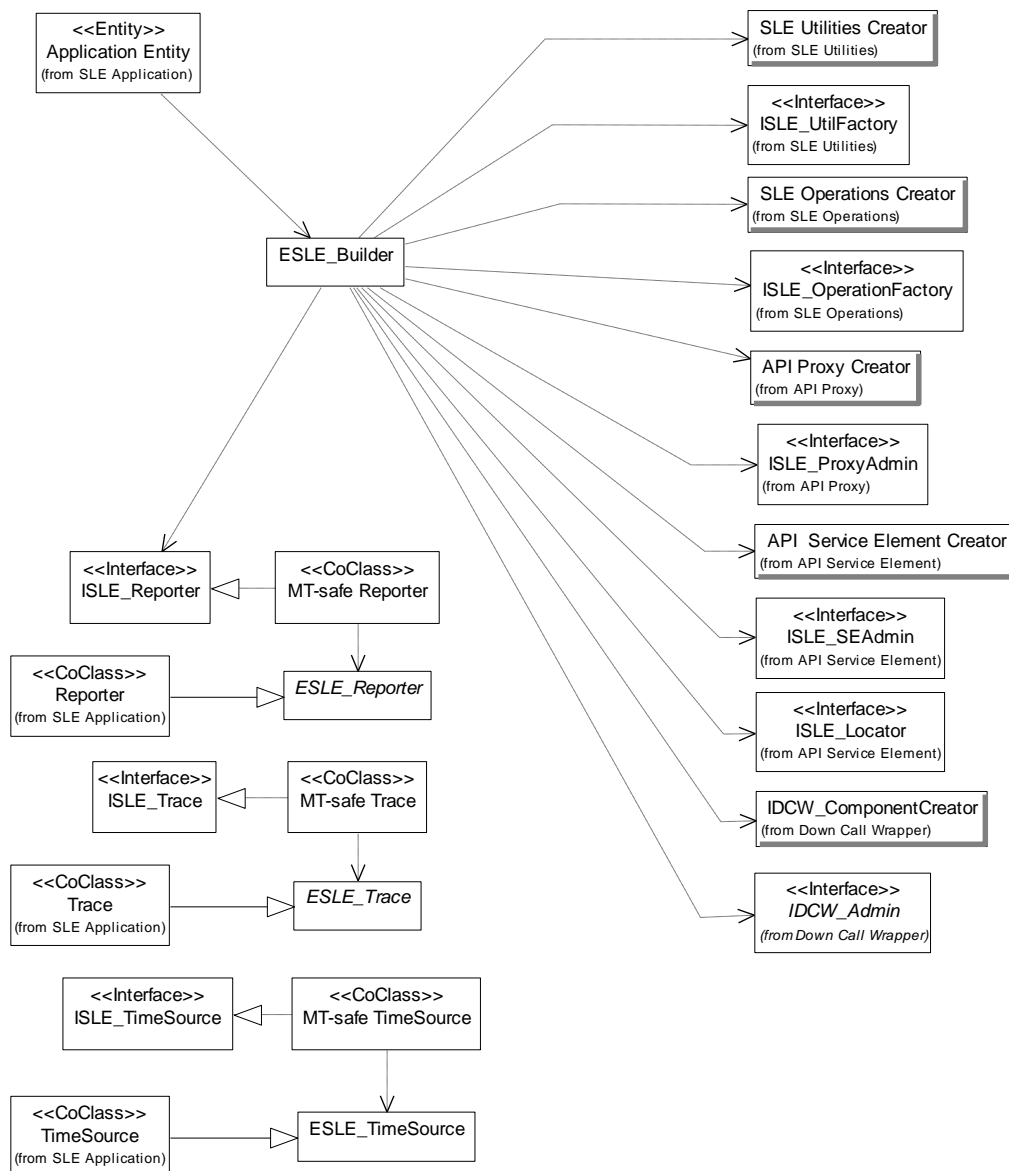 <<Entity>>
Application Entity
(from SLE Application)
SLE Utilities Creator
(from SLE Utilities)
<<Interface>>
ISLE_UtilFactory
(from SLE Utilities)
SLE Operations Creator
(from SLE Operations)
ESLE_Builder
<<Interface>>
ISLE_OperationFactory
(from SLE Operations)
API Proxy Creator
(from API Proxy)
<<Interface>>
ISLE_ProxyAdmin
(from API Proxy)
API Service Element Creator
(from API Service Element)
<<Interface>>
ISLE_Reporter
<<CoClass>>
MT-safe Reporter
<<Interface>>
ISLE_SEAdmin
(from API Service Element)
<<CoClass>>
Reporter
(from SLE Application)
ESLE_Reporter
<<Interface>>
ISLE_Locator
(from API Service Element)
<<Interface>>
ISLE_Trace
<<CoClass>>
MT-safe Trace
IDCW_ComponentCreator
(from Down Call Wrapper)
<<CoClass>>
Trace
(from SLE Application)
ESLE_Trace
<<Interface>>
IDCW_Admin
(from Down Call Wrapper)
<<Interface>>
ISLE_TimeSource
<<CoClass>>
MT-safe TimeSource
<<CoClass>>
TimeSource
(from SLE Application)
ESLE_TimeSource